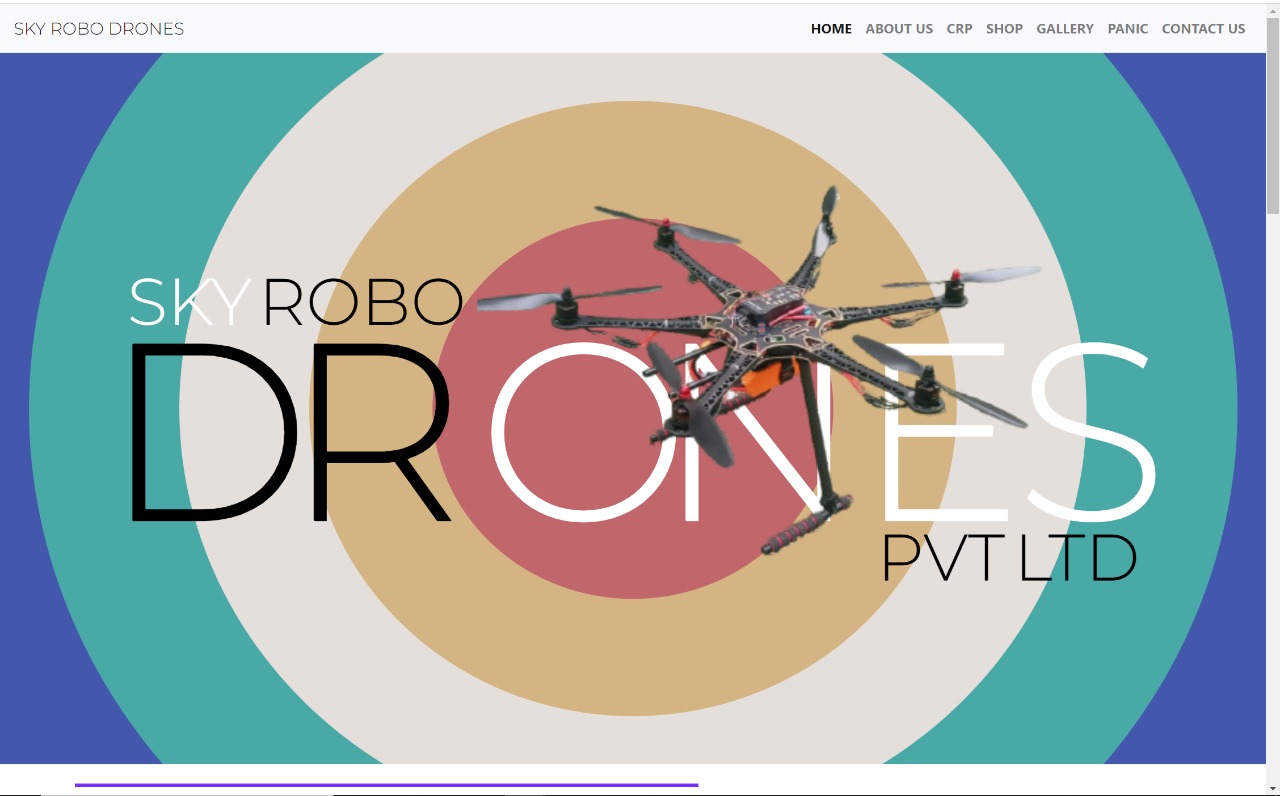 SKY ROBO DRONES
HOME ABOUT US CRP SHOP GALLERY PANIC CONTACT US
SKY ROBO
DRONES
PVT LTD